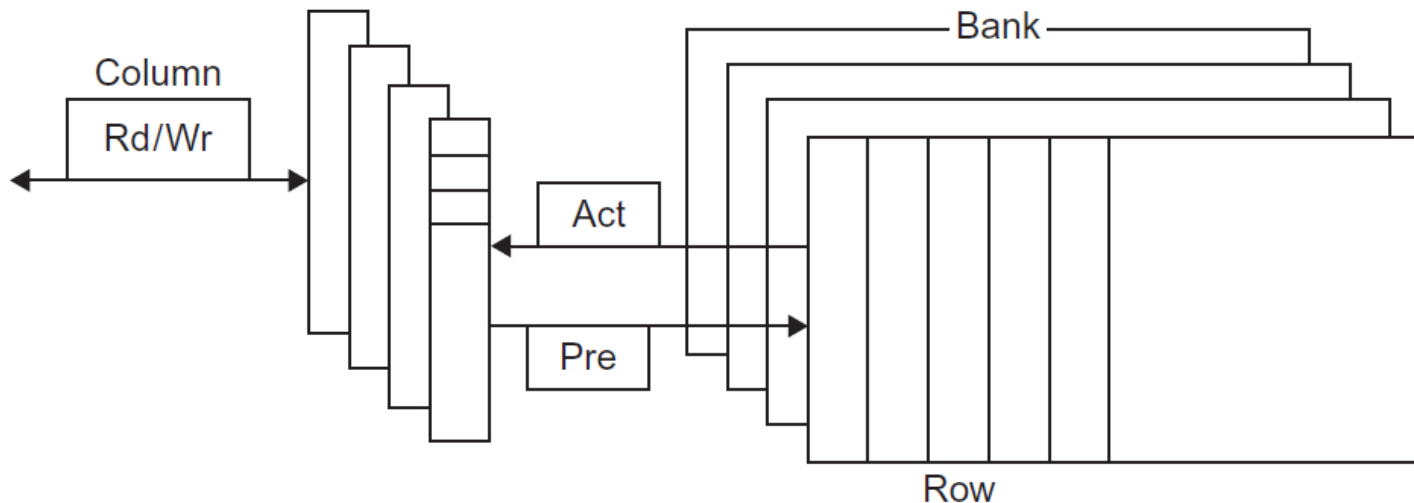 Column
Rd/Wr
Bank
Act
Pre
Row